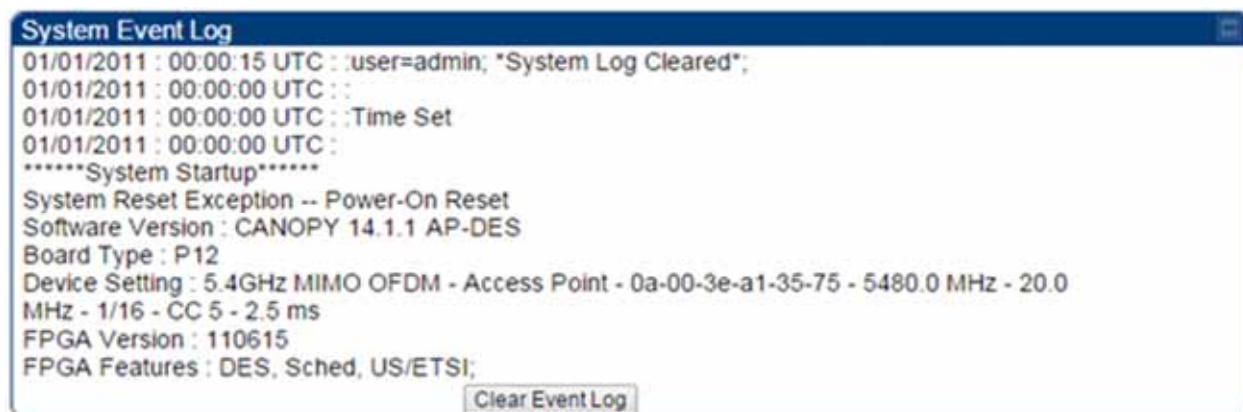 System Event Log
01/01/2011 : 00:00:15 UTC : :user=admin; *System Log Cleared*;
01/01/2011 : 00:00:00 UTC : :
01/01/2011 : 00:00:00 UTC : :Time Set
01/01/2011 : 00:00:00 UTC :
******System Startup******
System Reset Exception -- Power-On Reset
Software Version : CANOPY 14.1.1 AP-DES
Board Type : P12
Device Setting : 5.4GHz MIMO OFDM - Access Point - 0a-00-3e-a1-35-75 - 5480.0 MHz - 20.0
MHz - 1/16 - CC 5 - 2.5 ms
FPGA Version : 110615
FPGA Features : DES, Sched, US/ETSI;
Clear Event Log